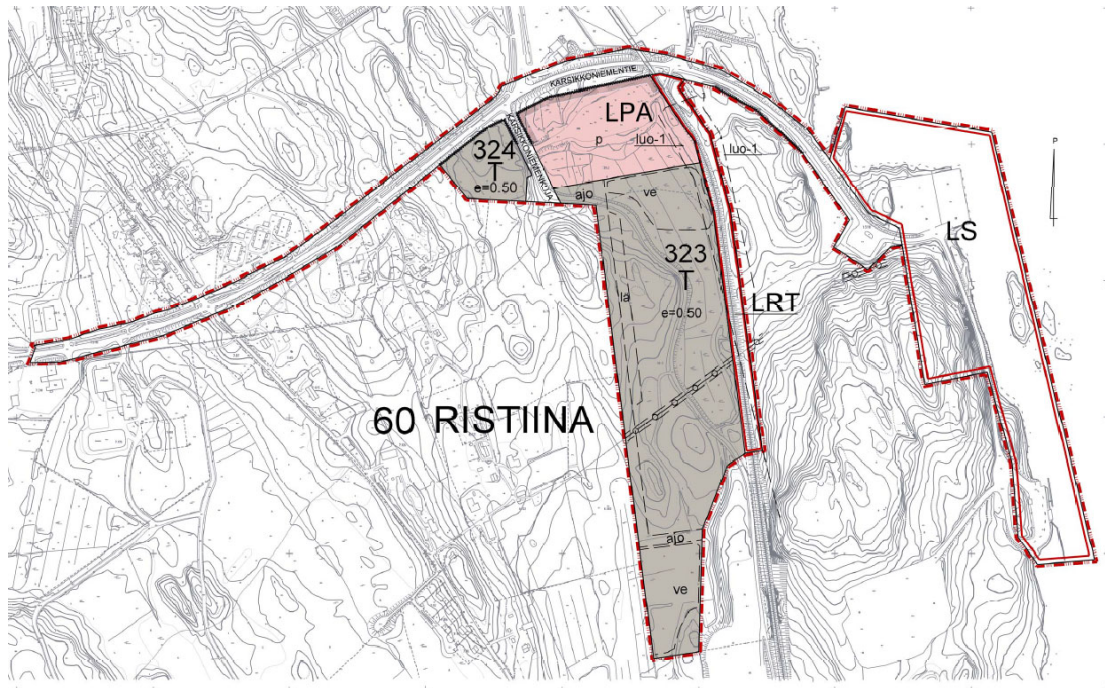 KARSIKKONIEMENTIE
LPA
p
luo-1
luo-1
P
324
T
e=0.50
KARSIKKONIEMENKUJA
ajo
ve
LS
323
T
e=0.50
la
LRT
60 RISTIINA
ajo
ve